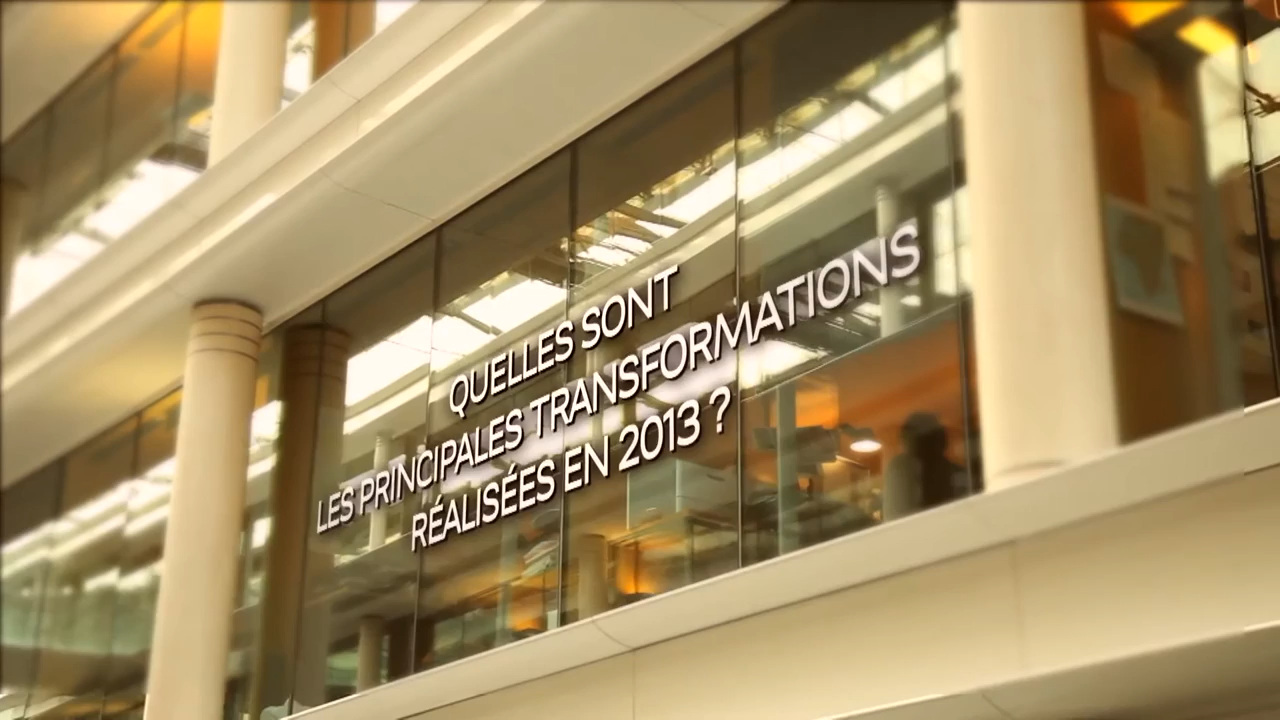 QUELLES SONT
LES PRINCIPALES TRANSFORMATIONS
RÉALISÉES EN 2013 ?